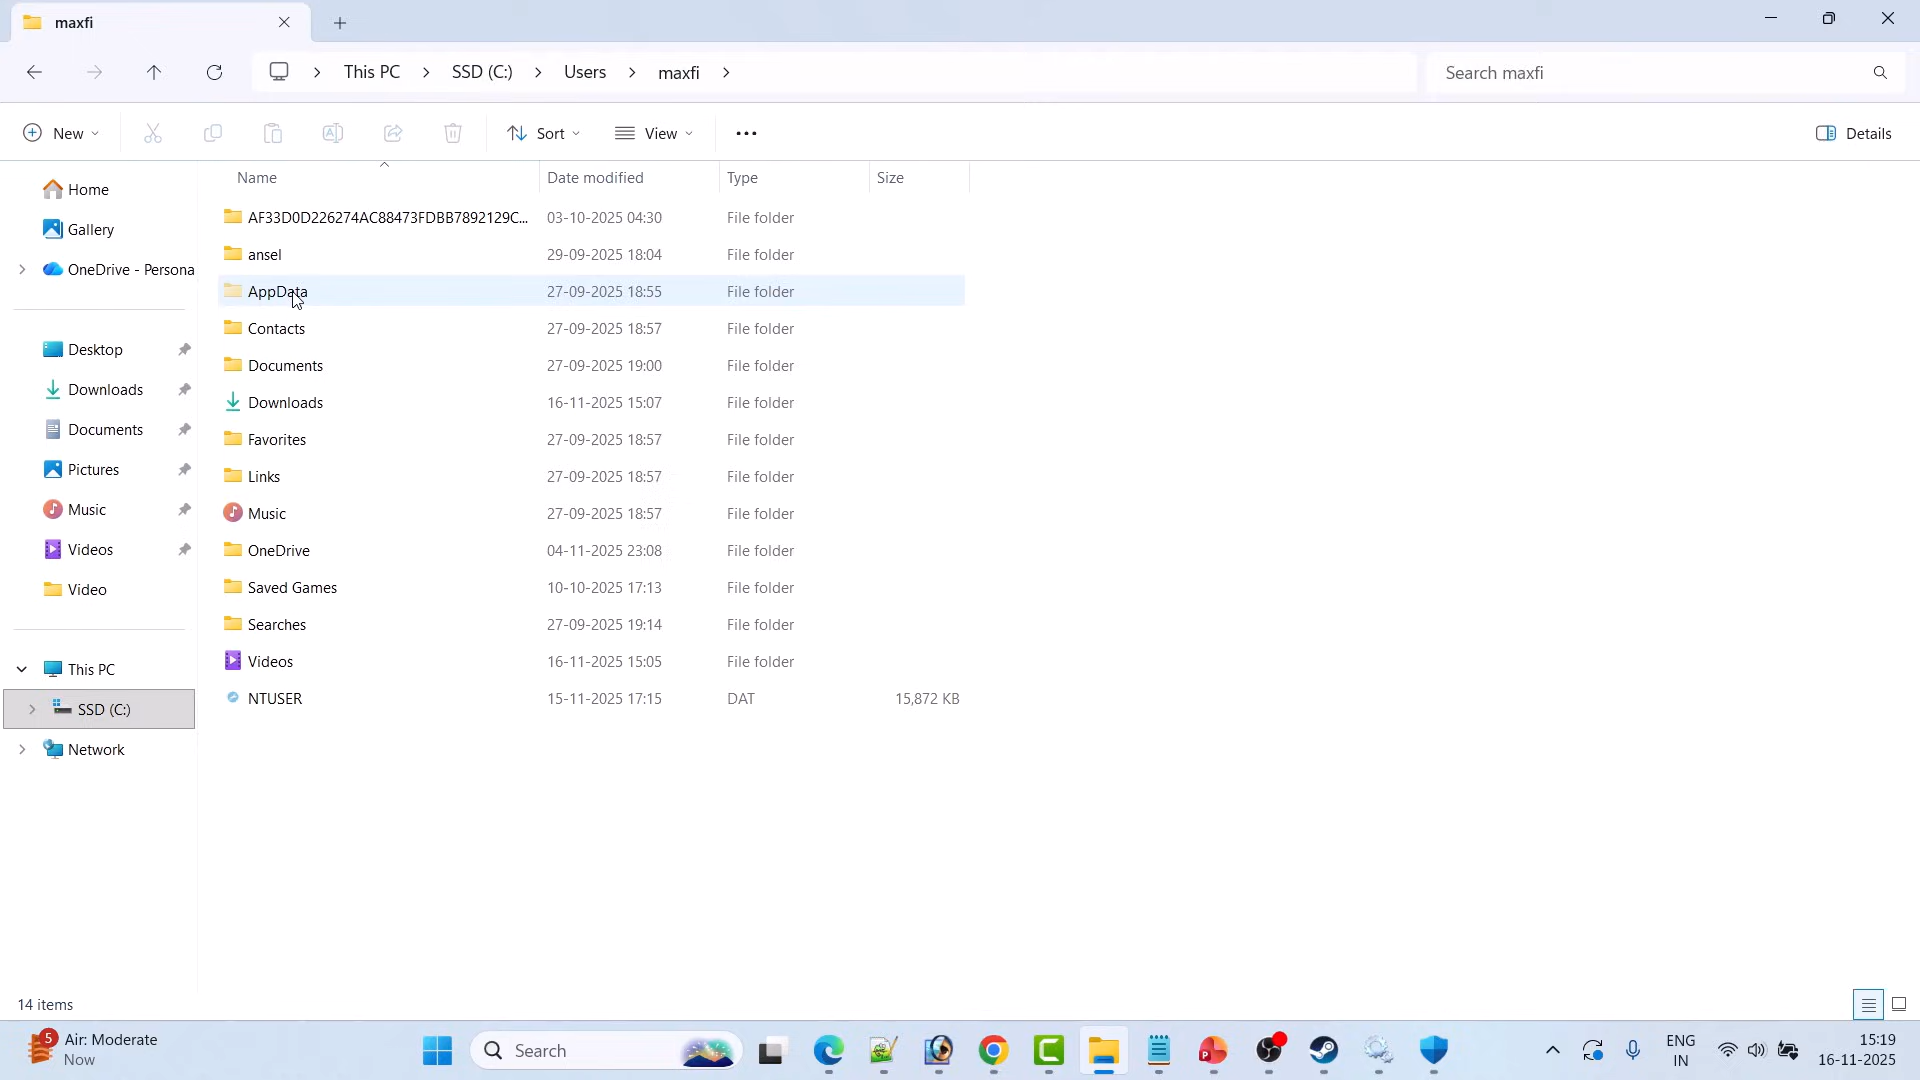 maxfi
This PC > SSD (C:) > Users > maxfi >
Search maxfi
New
Sort
View
Details
Name Date modified Type Size
Home
Gallery
OneDrive - Persona
Desktop
Downloads
Documents
Pictures
Music
Videos
Video
This PC
SSD (C:)
Network
AF33D0D226274AC88473FDBB7892129C... 03-10-2025 04:30 File folder
ansel 29-09-2025 18:04 File folder
AppData 27-09-2025 18:55 File folder
Contacts 27-09-2025 18:57 File folder
Documents 27-09-2025 19:00 File folder
Downloads 16-11-2025 15:07 File folder
Favorites 27-09-2025 18:57 File folder
Links 27-09-2025 18:57 File folder
Music 27-09-2025 18:57 File folder
OneDrive 04-11-2025 23:08 File folder
Saved Games 10-10-2025 17:13 File folder
Searches 27-09-2025 19:14 File folder
Videos 16-11-2025 15:05 File folder
NTUSER 15-11-2025 17:15 DAT 15,872 KB
14 items
5
Air: Moderate
Now
Search
ENG
IN
15:19
16-11-2025